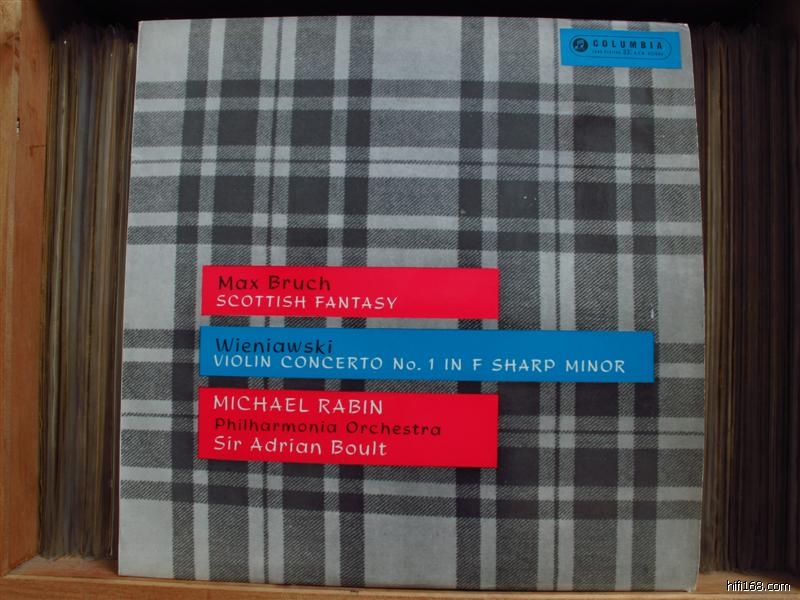 COLUMBIA
Max Bruch
SCOTTISH FANTASY
Wieniawski
VIOLIN CONCERTO No. 1 IN F SHARP MINOR
MICHAEL RABIN
Philharmonia Orchestra
Sir Adrian Boult
hifi168.com